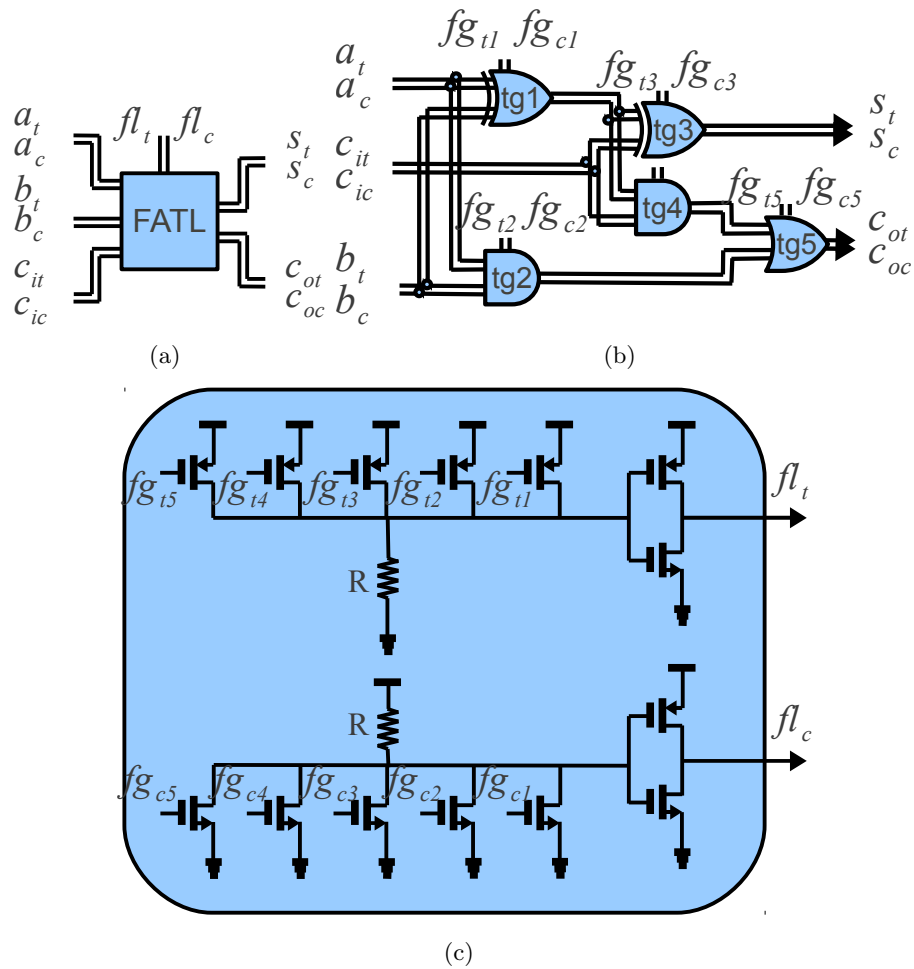 a_t
a_c
b_t
b_c
c_it
c_ic
fl_t fl_c
FATL
s_t
s_c
c_ot
c_oc
(a)
a_t
a_c
c_it
c_ic
b_t
b_c
fg_t1 fg_c1
tg1
fg_t3 fg_c3
tg3
tg4
fg_t2 fg_c2
tg2
fg_t5 fg_c5
tg5
s_t
s_c
c_ot
c_oc
(b)
fg_t5 fg_t4 fg_t3 fg_t2 fg_t1
fl_t
R
R
fl_c
fg_c5 fg_c4 fg_c3 fg_c2 fg_c1
(c)